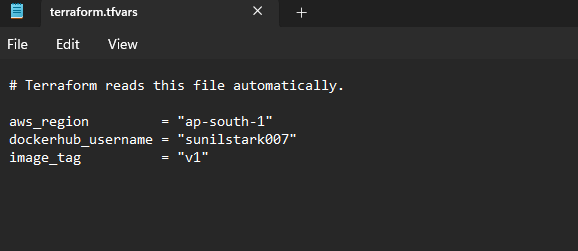 terraform.tfvars
File Edit View
# Terraform reads this file automatically.
aws_region         = "ap-south-1"
dockerhub_username = "sunilstark007"
image_tag          = "v1"